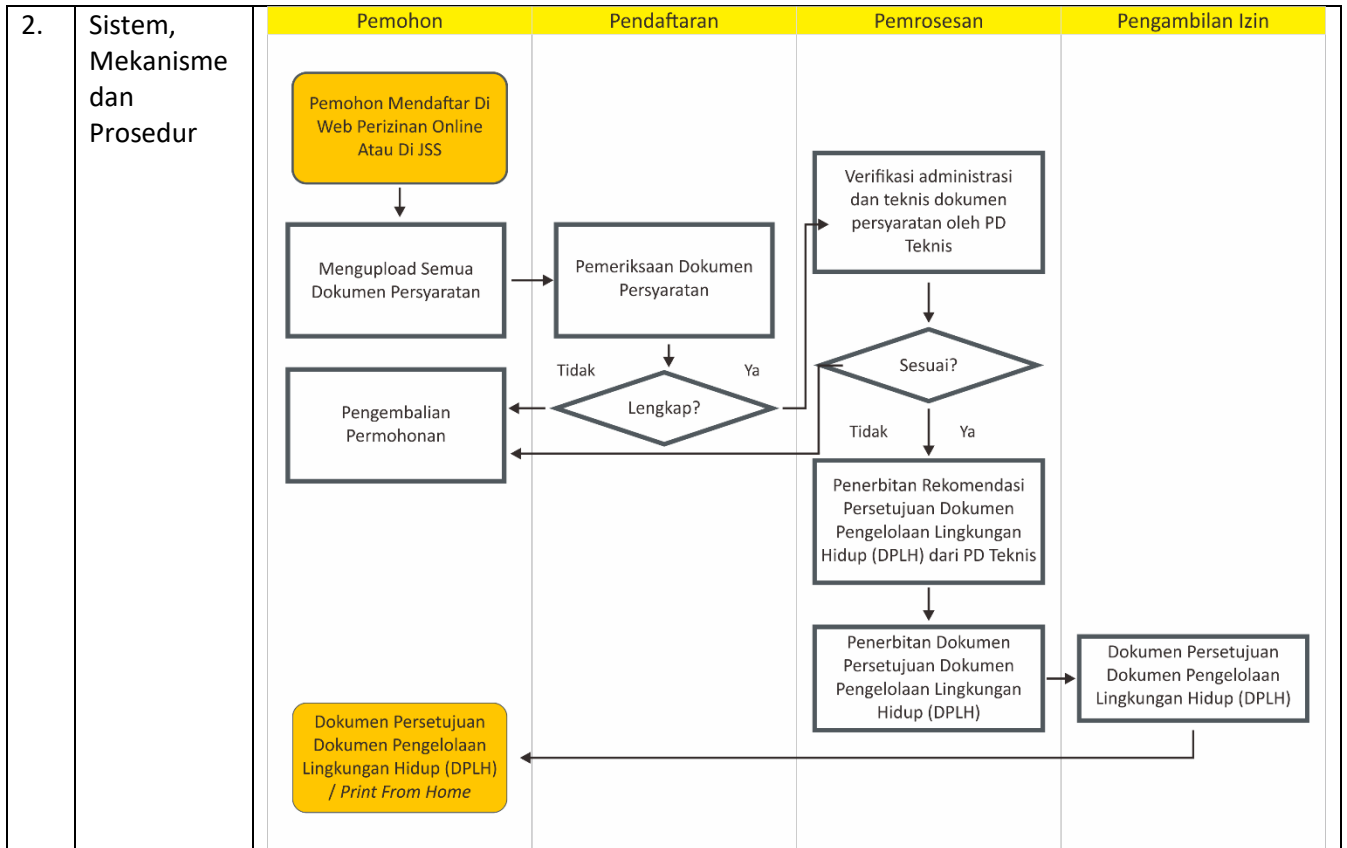 2.
Sistem,
Mekanisme
dan
Prosedur
Pemohon
Pendaftaran
Pemrosesan
Pengambilan Izin
Pemohon Mendaftar Di
Web Perizinan Online
Atau Di JSS
Mengupload Semua
Dokumen Persyaratan
Pemeriksaan Dokumen
Persyaratan
Verifikasi administrasi
dan teknis dokumen
persyaratan oleh PD
Teknis
Tidak
Ya
Lengkap?
Sesuai?
Pengembalian
Permohonan
Tidak
Ya
Penerbitan Rekomendasi
Persetujuan Dokumen
Pengelolaan Lingkungan
Hidup (DPLH) dari PD Teknis
Penerbitan Dokumen
Persetujuan Dokumen
Pengelolaan Lingkungan
Hidup (DPLH)
Dokumen Persetujuan
Dokumen Pengelolaan
Lingkungan Hidup (DPLH)
Dokumen Persetujuan
Dokumen Pengelolaan
Lingkungan Hidup (DPLH)
/ Print From Home